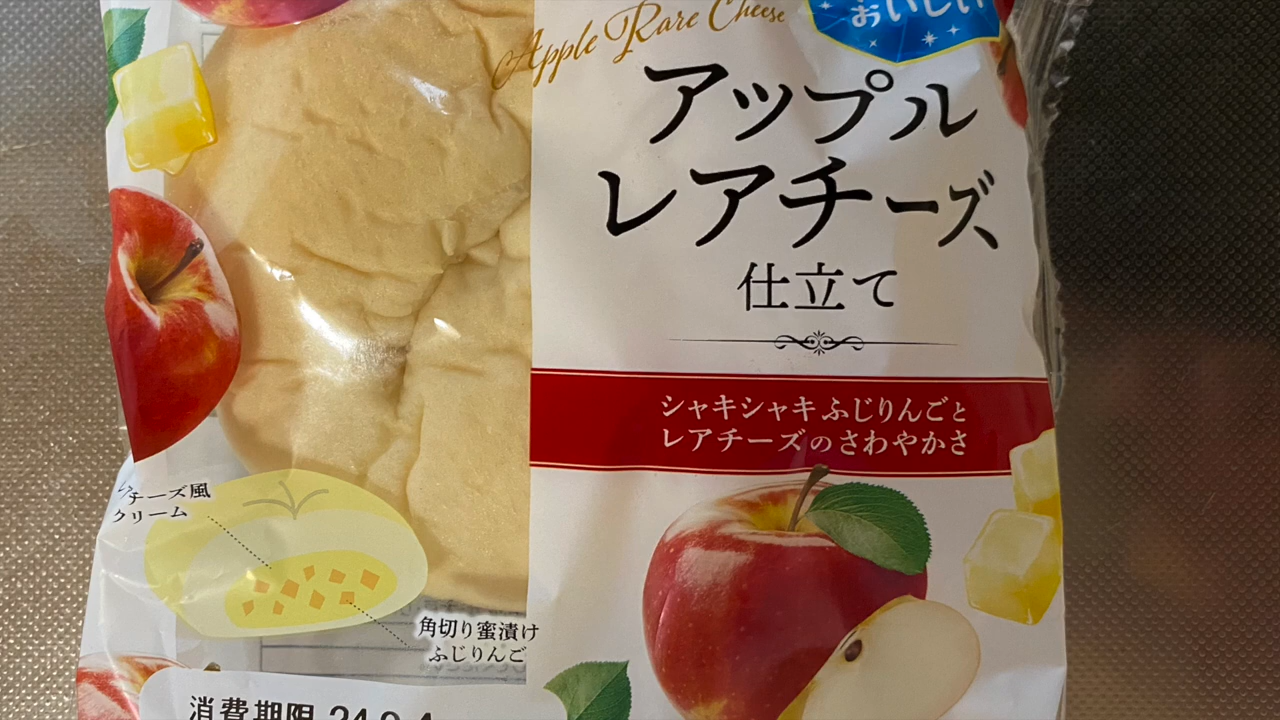 Apple Rare Cheese
おいしい
アップル
レアチーズ
仕立て
シャキシャキふじりんごと
レアチーズのさわやかさ
チーズ風
クリーム
角切り蜜漬け
ふじりんご
消費期限